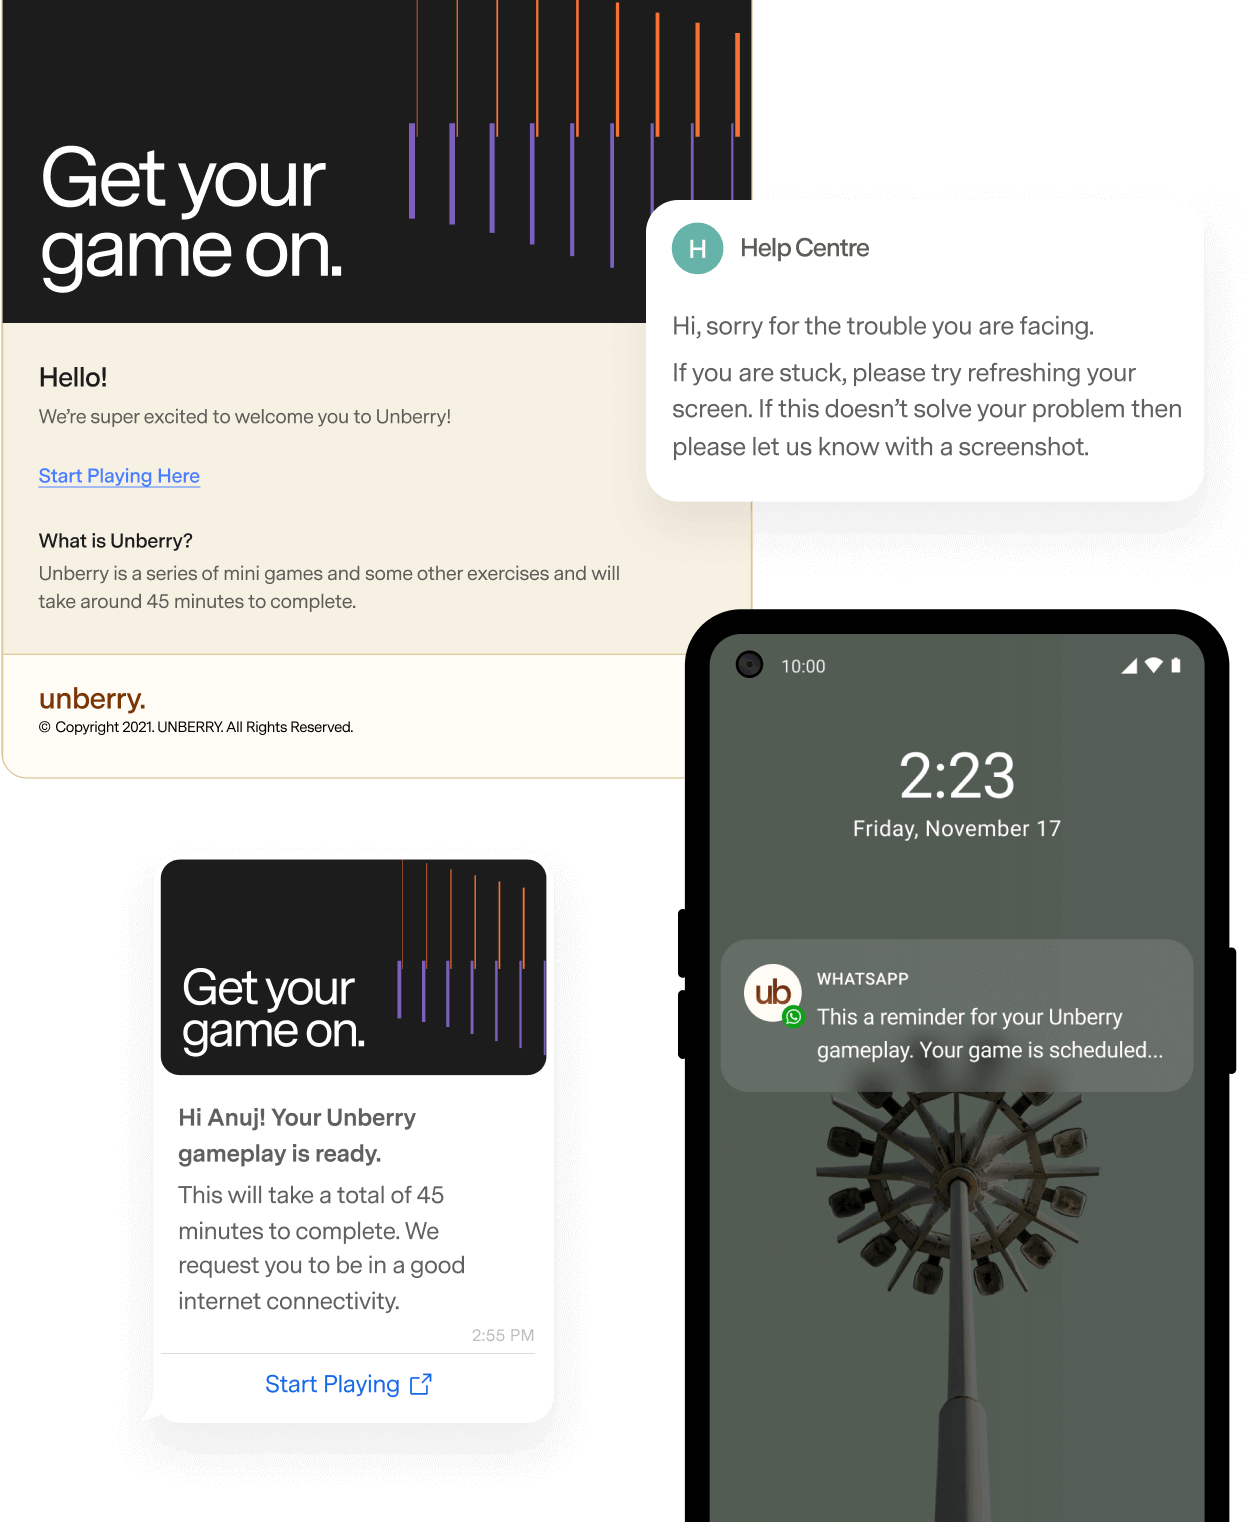 Get your
game on.
Hello!
We're super excited to welcome you to Unberry!
Start Playing Here
What is Unberry?
Unberry is a series of mini games and some other exercises and will
take around 45 minutes to complete.
unberry.
© Copyright 2021. UNBERRY. All Rights Reserved.
H
Help Centre
Hi, sorry for the trouble you are facing.
If you are stuck, please try refreshing your
screen. If this doesn't solve your problem then
please let us know with a screenshot.
10:00
2:23
Friday, November 17
ub
WHATSAPP
This a reminder for your Unberry
gameplay. Your game is scheduled...
Get your
game on.
Hi Anuj! Your Unberry
gameplay is ready.
This will take a total of 45
minutes to complete. We
request you to be in a good
internet connectivity.
2:55 PM
Start Playing